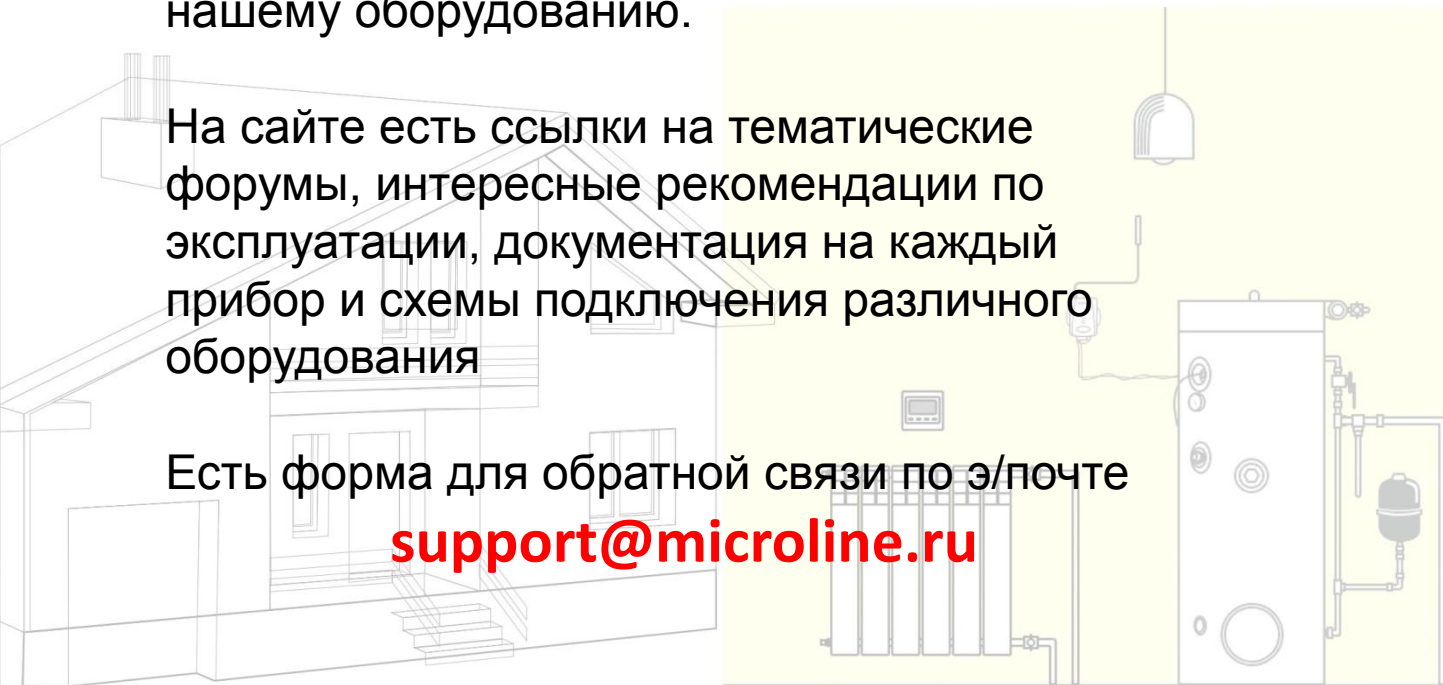 нашему оборудованию.
На сайте есть ссылки на тематические
форумы, интересные рекомендации по
эксплуатации, документация на каждый
прибор и схемы подключения различного
оборудования
Есть форма для обратной связи по э/почте
support@microline.ru